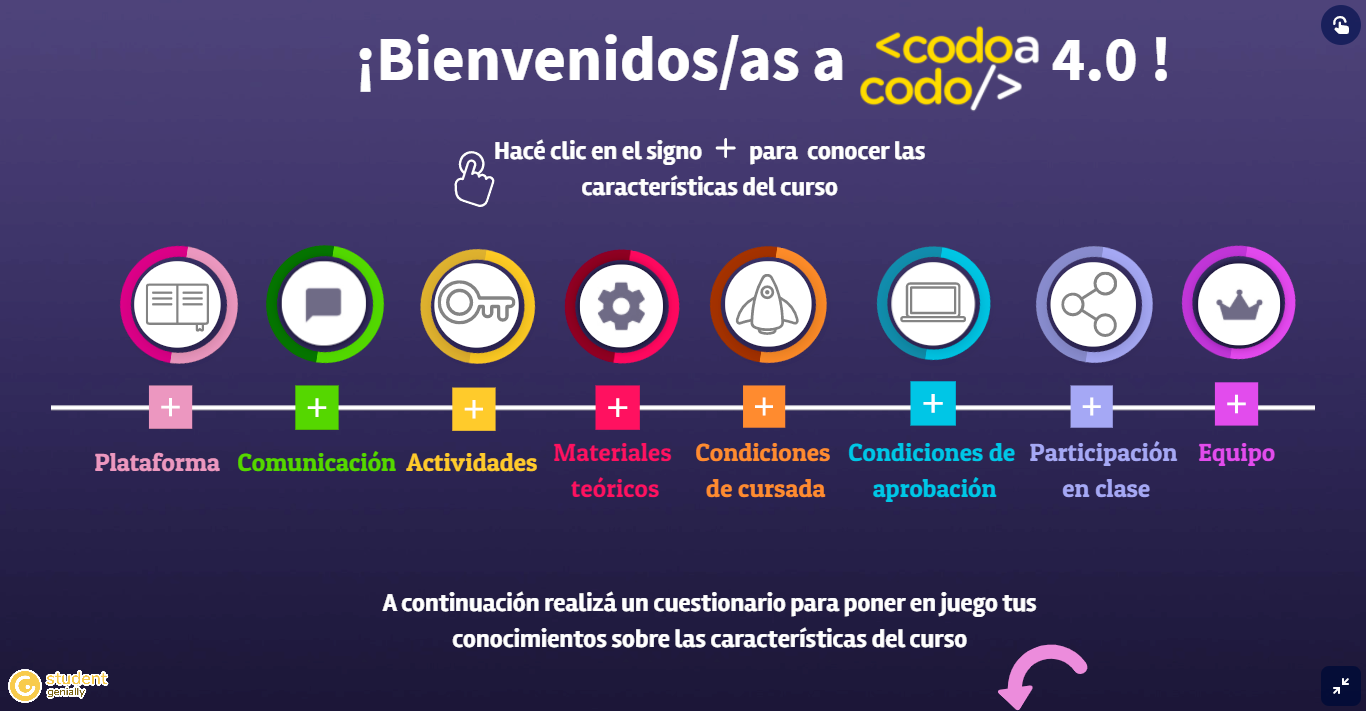 ¡Bienvenidos/as a <codoa codo/> 4.0 !
Hacé clic en el signo + para conocer las
características del curso
Plataforma
Comunicación
Actividades
Materiales
teóricos
Condiciones
de cursada
Condiciones de
aprobación
Participación
en clase
Equipo
A continuación realizá un cuestionario para poner en juego tus
conocimientos sobre las características del curso
student
genially